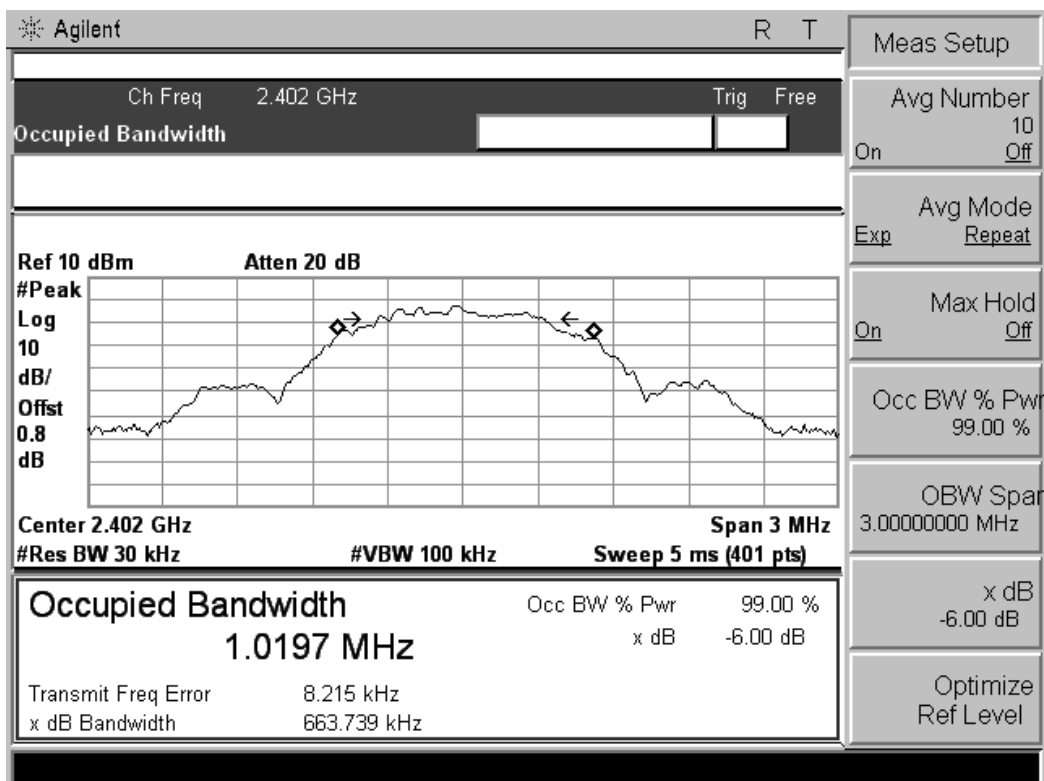 Agilent R T
Ch Freq 2.402 GHz Trig Free
Occupied Bandwidth
Ref 10 dBm Atten 20 dB
#Peak
Log
10
dB/
Offst
0.8
dB
Center 2.402 GHz Span 3 MHz
#Res BW 30 kHz #VBW 100 kHz Sweep 5 ms (401 pts)
Occupied Bandwidth
1.0197 MHz
Occ BW % Pwr 99.00 %
x dB -6.00 dB
Transmit Freq Error 8.215 kHz
x dB Bandwidth 663.739 kHz
Meas Setup
Avg Number
10
On Off
Avg Mode
Exp Repeat
Max Hold
On Off
Occ BW % Pwr
99.00 %
OBW Span
3.00000000 MHz
x dB
-6.00 dB
Optimize
Ref Level